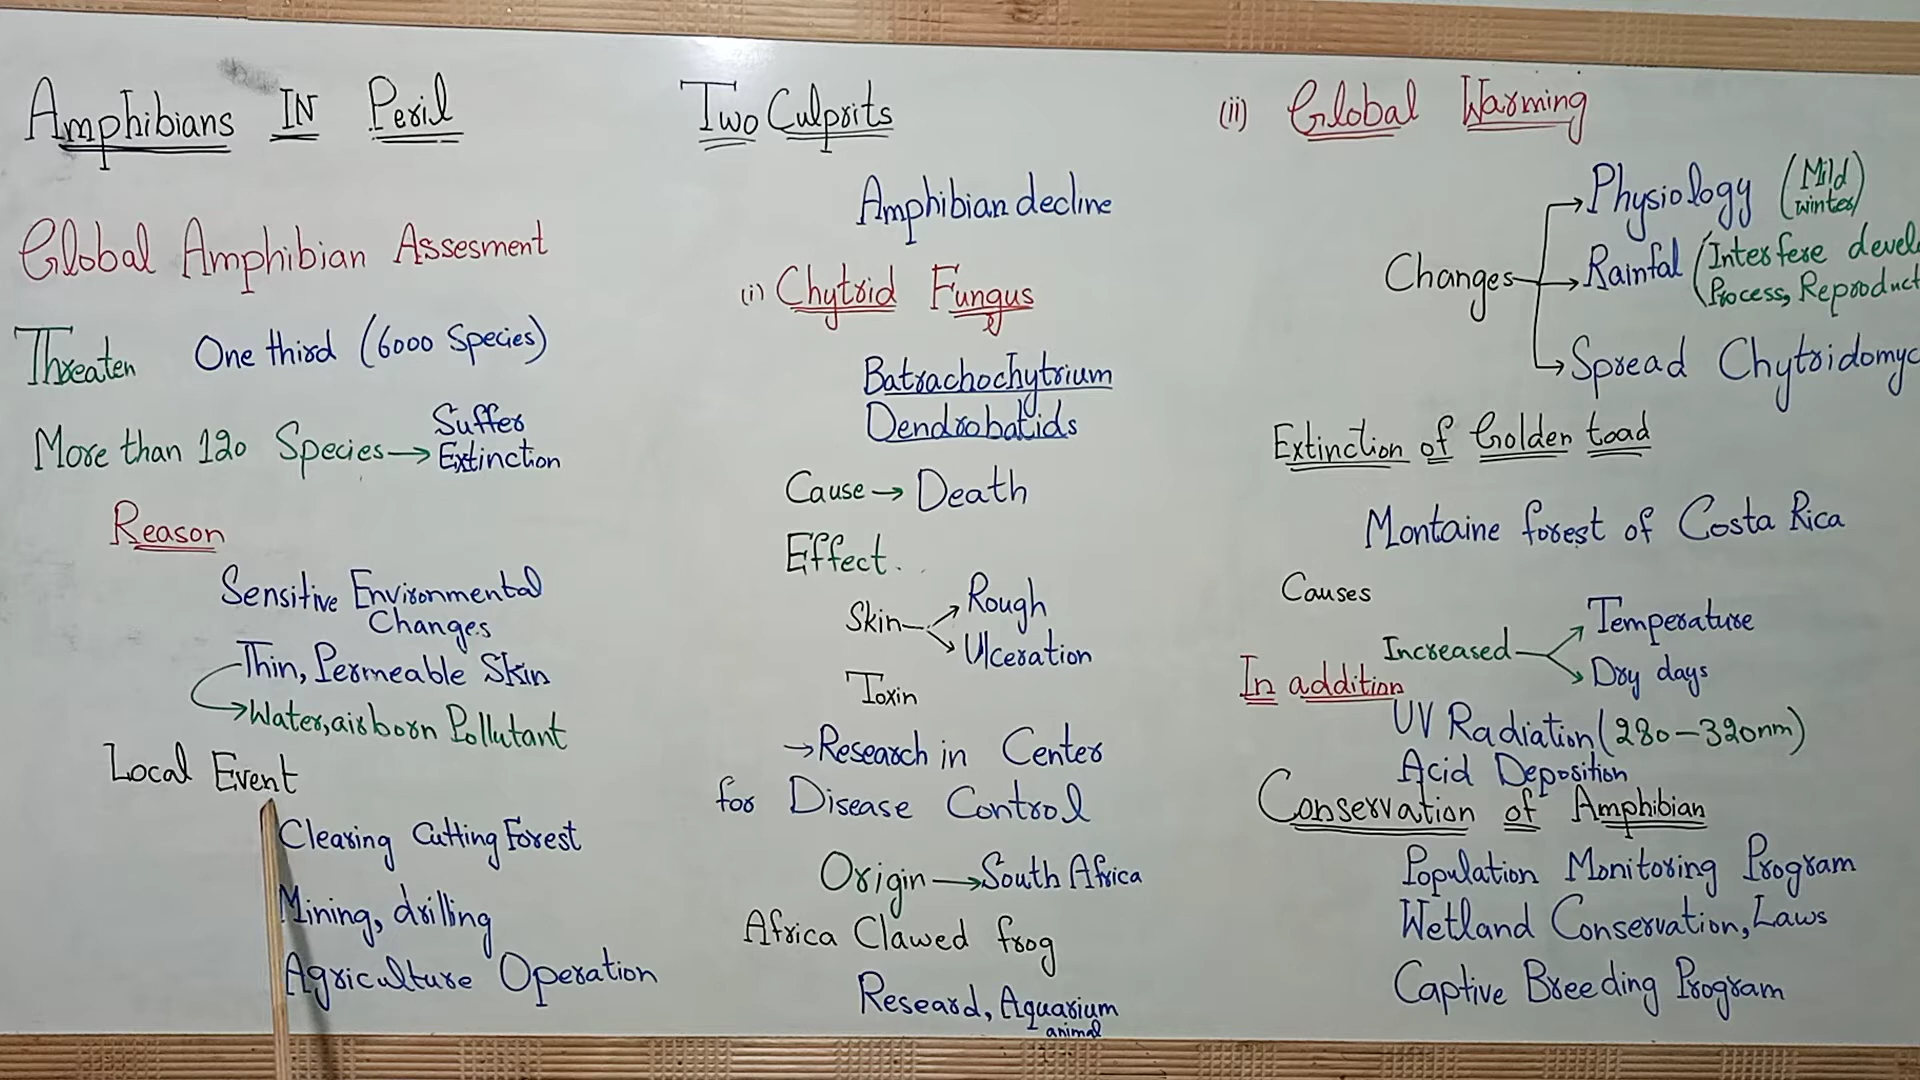 Amphibians IN Peril
Global Amphibian Assesment
Threaten One third (6000 Species)
More than 120 Species → Suffer
Extinction
Reason
Sensitive Environmental
Changes
Thin, Permeable Skin
→ Water, airborn Pollutant
Local Event
Clearing Cutting Forest
Mining, drilling
Agriculture Operation
Two Culprits
Amphibian decline
(i) Chytrid Fungus
Batrachochytrium
Dendrobatids
Cause → Death
Effect.
Skin → Rough
→ Ulceration
Toxin
→ Research in Center
for Disease Control
Origin → South Africa
Africa Clawed frog
Researd, Aquarium
animal
(ii) Global Warming
Changes → Physiology (Mild
winter)
→ Rainfal (Interfere develo
Process, Reproduct
→ Spread Chytridomyc
Extinction of Golden toad
Montaine forest of Costa Rica
Causes
Increased → Temperature
→ Dry days
In addition
UV Radiation (280-320nm)
Acid Deposition
Conservation of Amphibian
Population Monitoring Program
Wetland Conservation, Laws
Captive Breeding Program